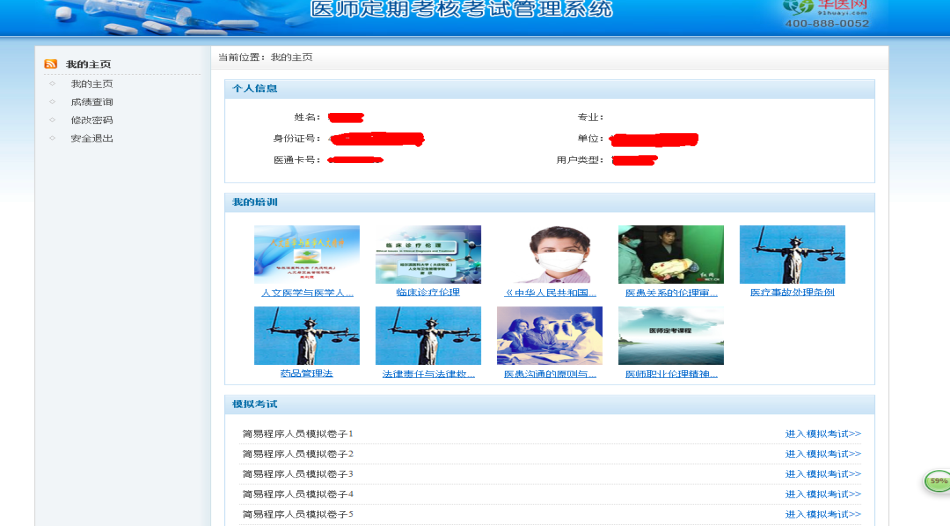 医师定期考核考试管理系统
华医网
91huayi.com
400-888-0052
我的主页
我的主页
成绩查询
修改密码
安全退出
当前位置：我的主页
个人信息
姓名：
专业：
身份证号：
单位：
医通卡号：
用户类型：
我的培训
临床诊疗伦理
医师定考课程
人文医学与医学人...
临床诊疗伦理
《中华人民共和国...
医患关系的伦理审...
医疗事故处理条例
药品管理法
法律责任与法律救...
医患沟通的原则与...
医师职业伦理精神...
模拟考试
简易程序人员模拟卷子1 进入模拟考试>>
简易程序人员模拟卷子2 进入模拟考试>>
简易程序人员模拟卷子3 进入模拟考试>>
简易程序人员模拟卷子4 进入模拟考试>>
简易程序人员模拟卷子5 进入模拟考试>>
59%